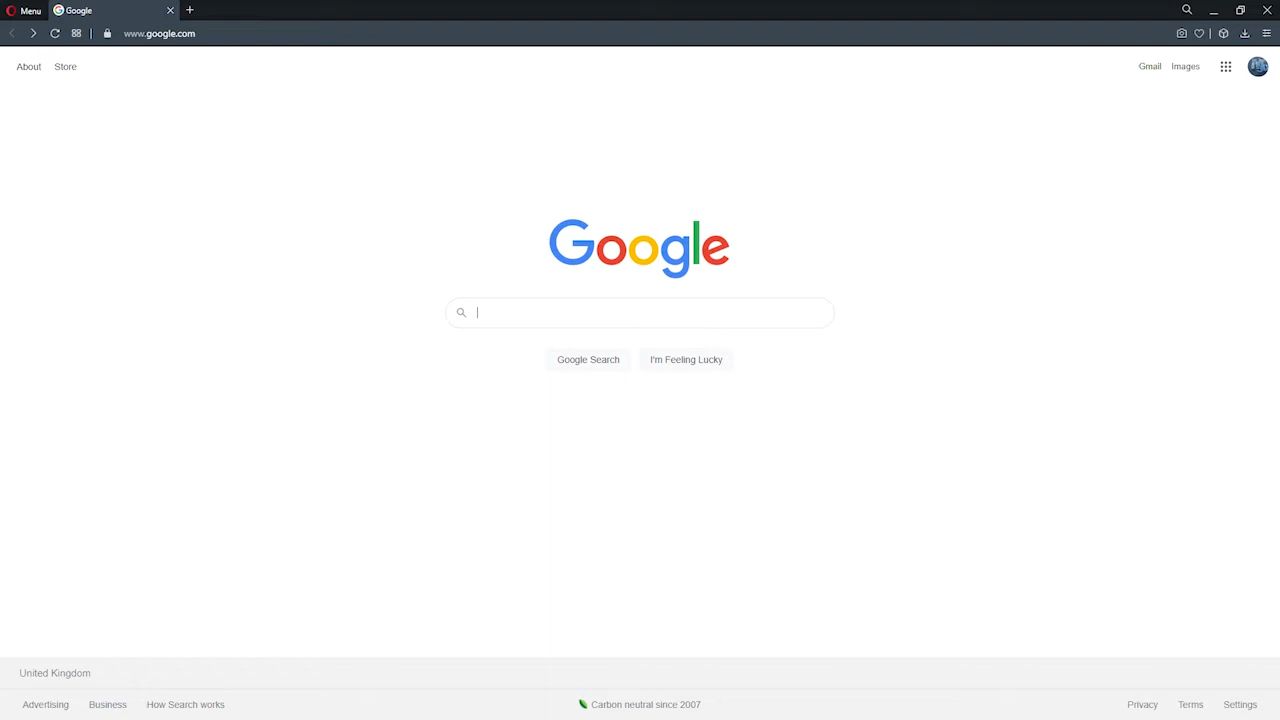 Menu
Google
www.google.com
About Store
Gmail Images
Google
Google Search
I'm Feeling Lucky
United Kingdom
Advertising Business How Search works
Carbon neutral since 2007
Privacy Terms Settings